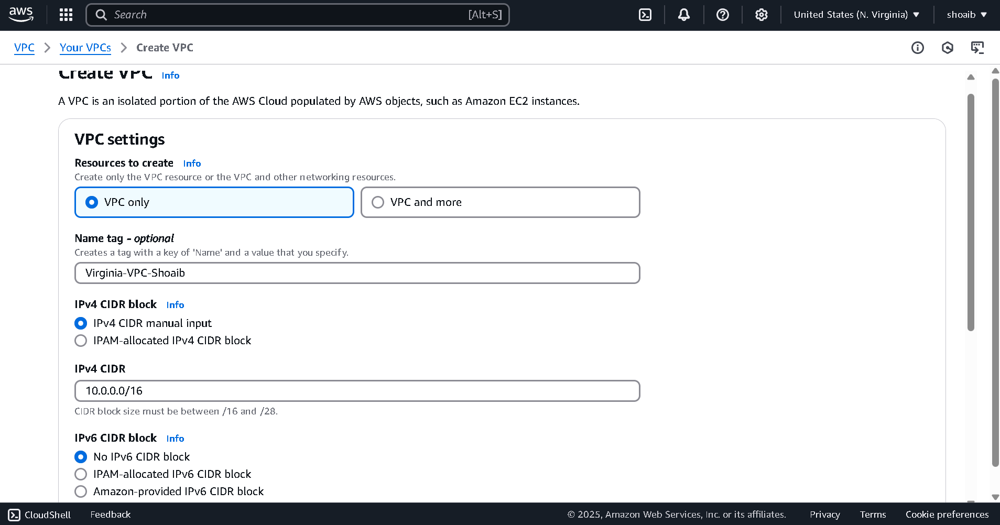 aws Search [Alt+S] United States (N. Virginia) shoaib
VPC Your VPCs Create VPC
Create VPC Info
A VPC is an isolated portion of the AWS Cloud populated by AWS objects, such as Amazon EC2 instances.
VPC settings
Resources to create Info
Create only the VPC resource or the VPC and other networking resources.
VPC only VPC and more
Name tag - optional
Creates a tag with a key of 'Name' and a value that you specify.
Virginia-VPC-Shoaib
IPv4 CIDR block Info
IPv4 CIDR manual input
IPAM-allocated IPv4 CIDR block
IPv4 CIDR
10.0.0.0/16
CIDR block size must be between /16 and /28.
IPv6 CIDR block Info
No IPv6 CIDR block
IPAM-allocated IPv6 CIDR block
Amazon-provided IPv6 CIDR block
CloudShell Feedback © 2025, Amazon Web Services, Inc. or its affiliates. Privacy Terms Cookie preferences